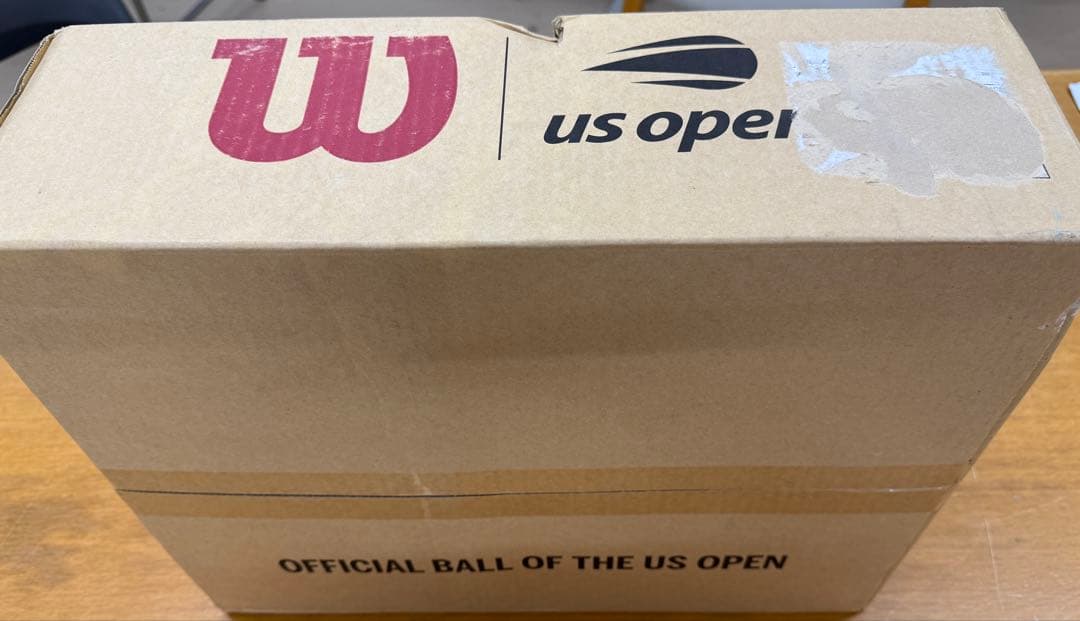 W
us open
OFFICIAL BALL OF THE US OPEN